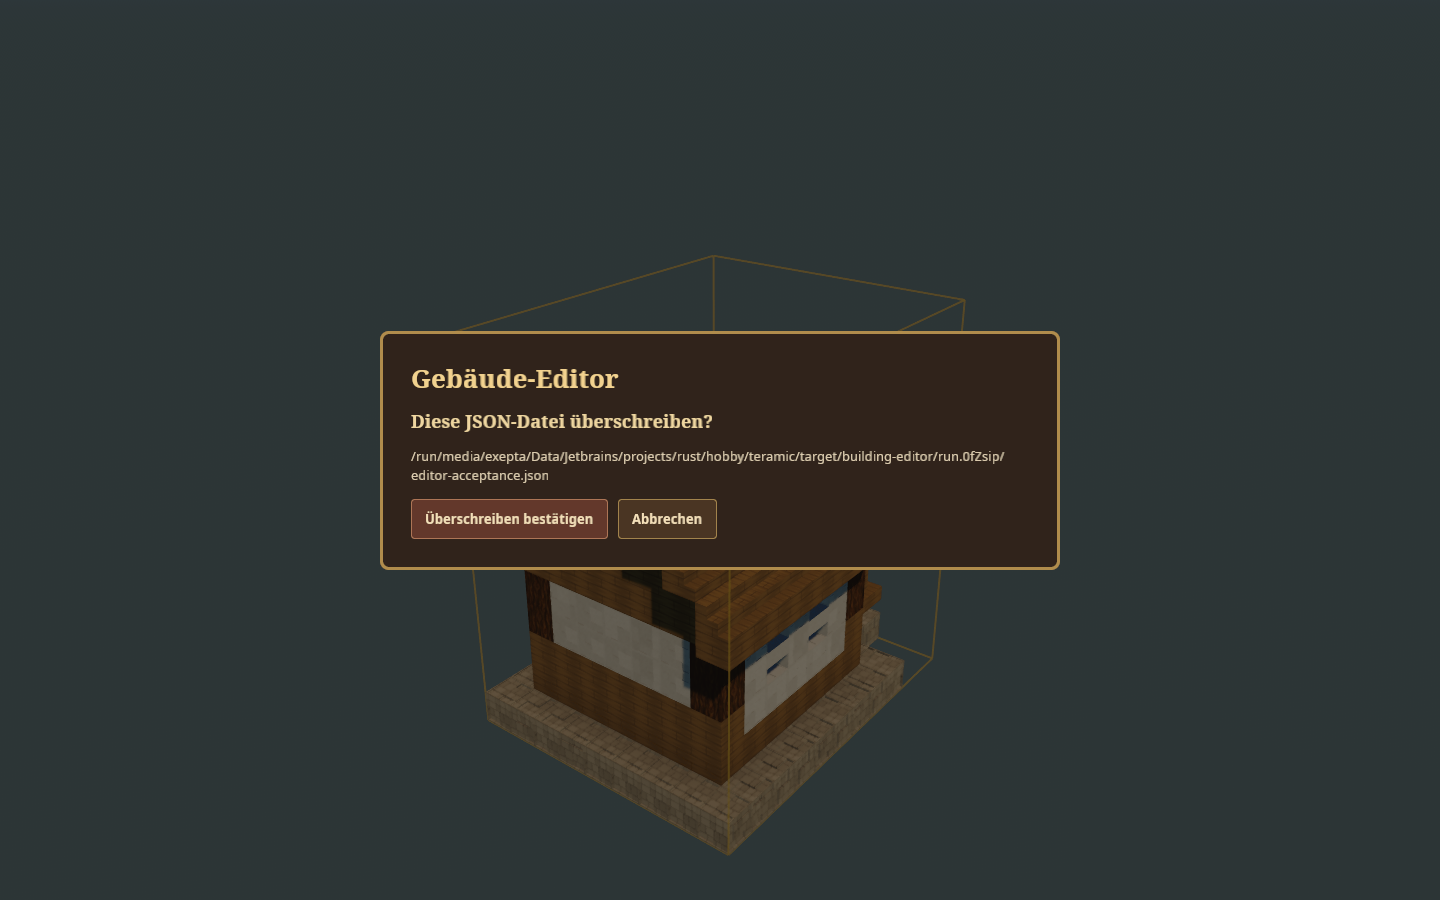 Gebäude-Editor
Diese JSON-Datei überschreiben?
/run/media/exepta/Data/Jetbrains/projects/rust/hobby/teramic/target/building-editor/run.0fZsip/
editor-acceptance.json
Überschreiben bestätigen
Abbrechen